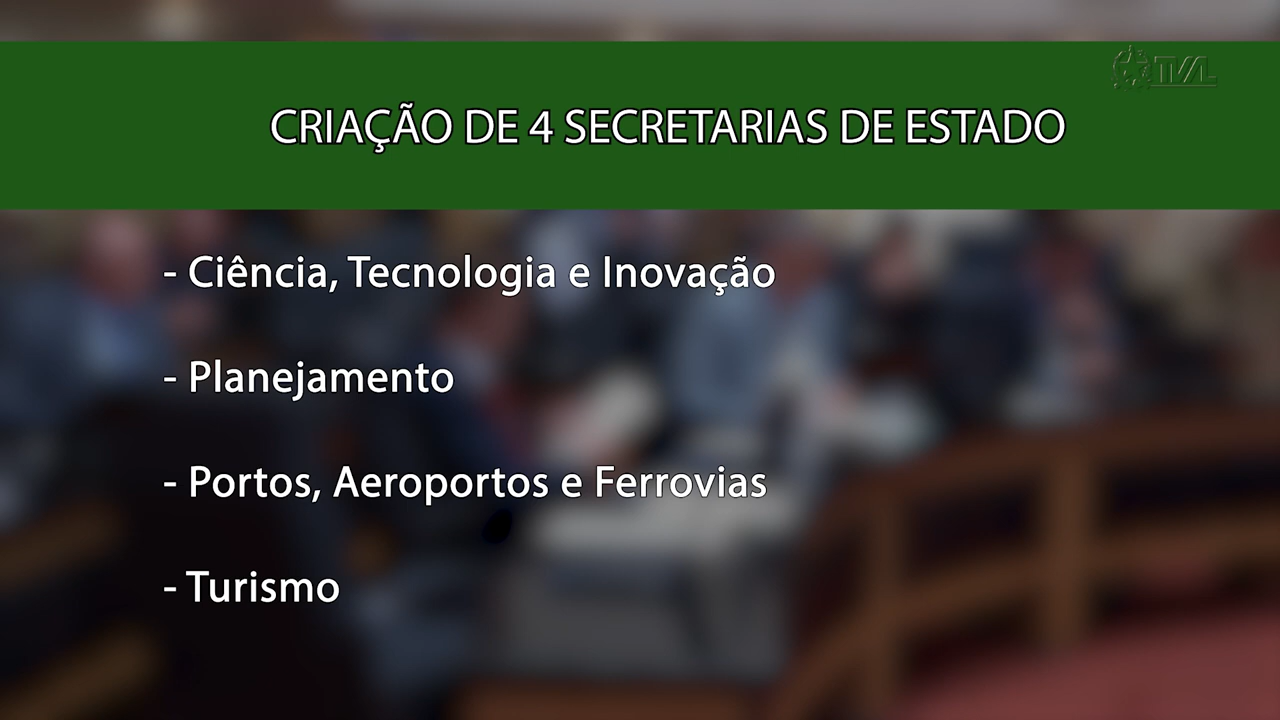 TVAL
CRIAÇÃO DE 4 SECRETARIAS DE ESTADO
- Ciência, Tecnologia e Inovação
- Planejamento
- Portos, Aeroportos e Ferrovias
- Turismo